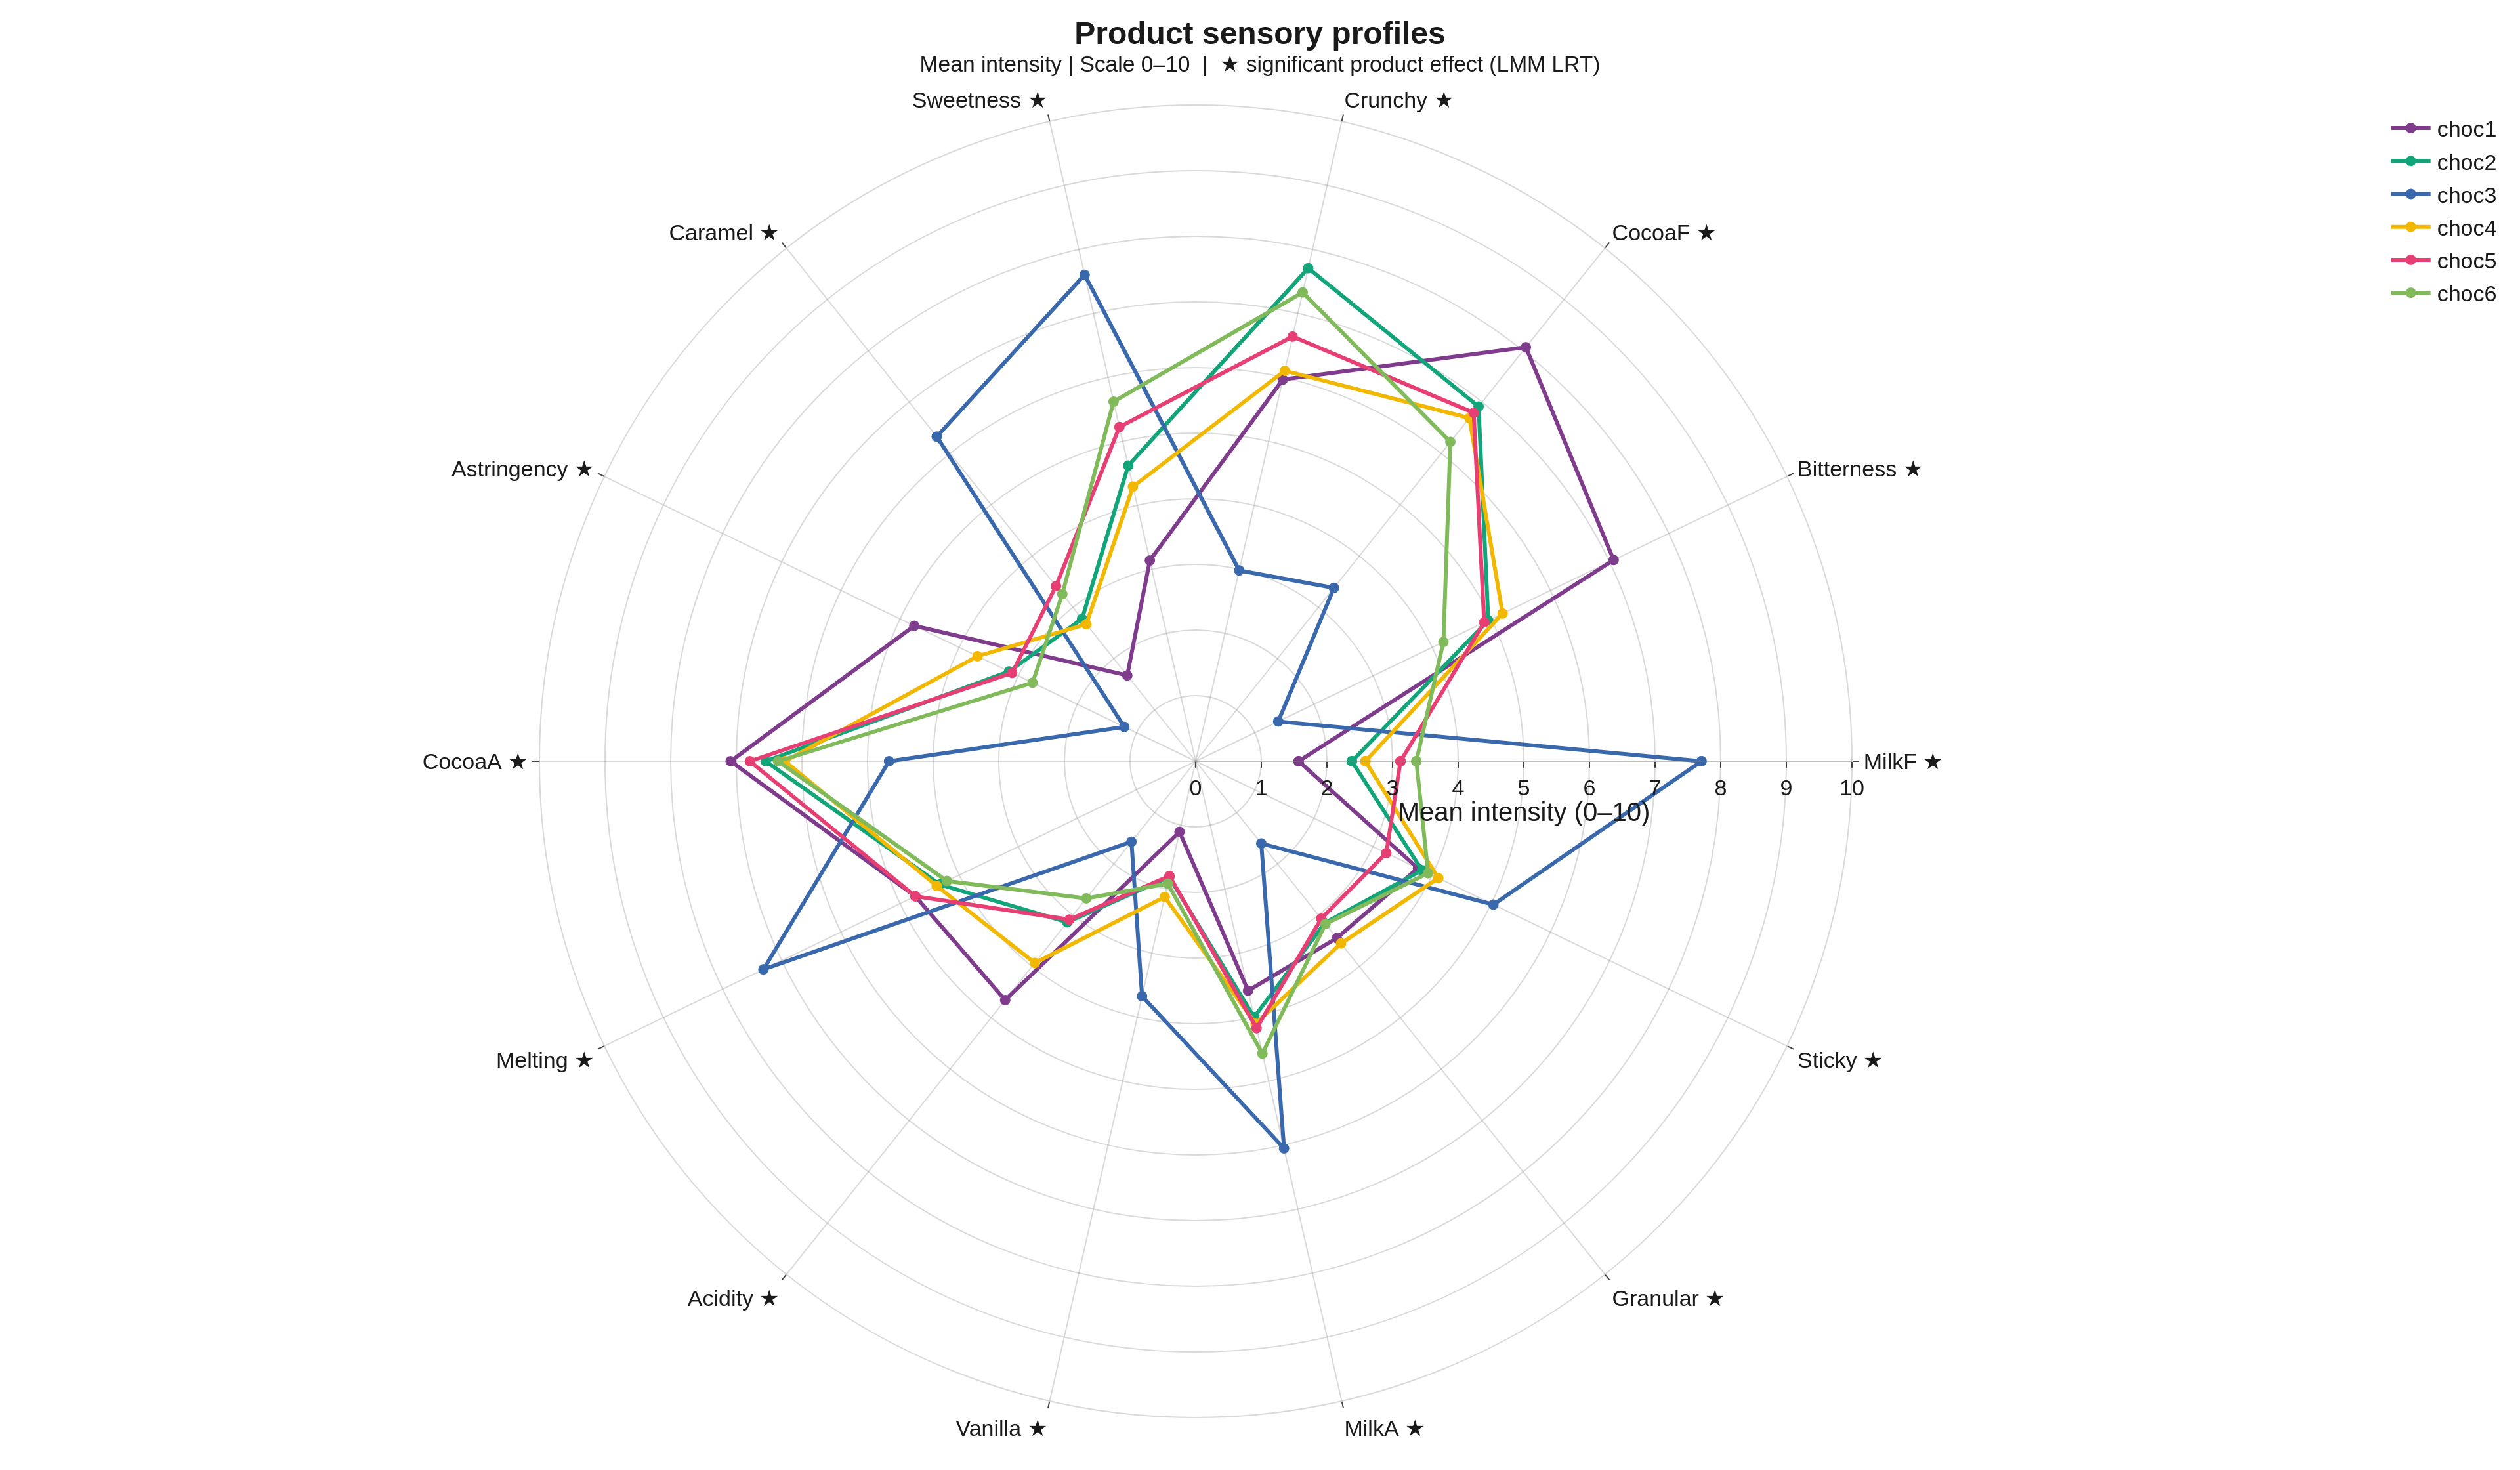 Product sensory profiles
Mean intensity | Scale 0–10 | ★ significant product effect (LMM LRT)
Sweetness ★
Crunchy ★
choc1
choc2
choc3
choc4
choc5
choc6
Caramel ★
CocoaF ★
Astringency ★
Bitterness ★
CocoaA ★
MilkF ★
0 1 2 3 4 5 6 7 8 9 10
Mean intensity (0–10)
Melting ★
Sticky ★
Acidity ★
Granular ★
Vanilla ★
MilkA ★